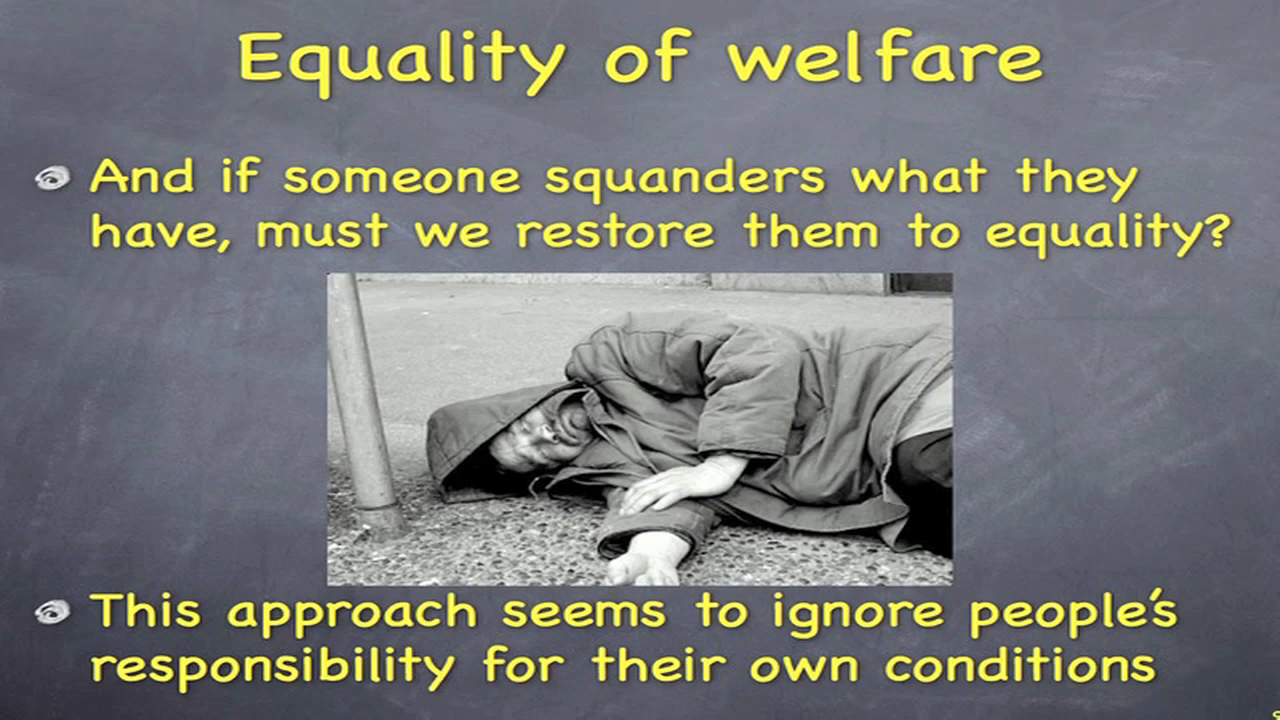 Equality of welfare
And if someone squanders what they
have, must we restore them to equality?
This approach seems to ignore people's
responsibility for their own conditions